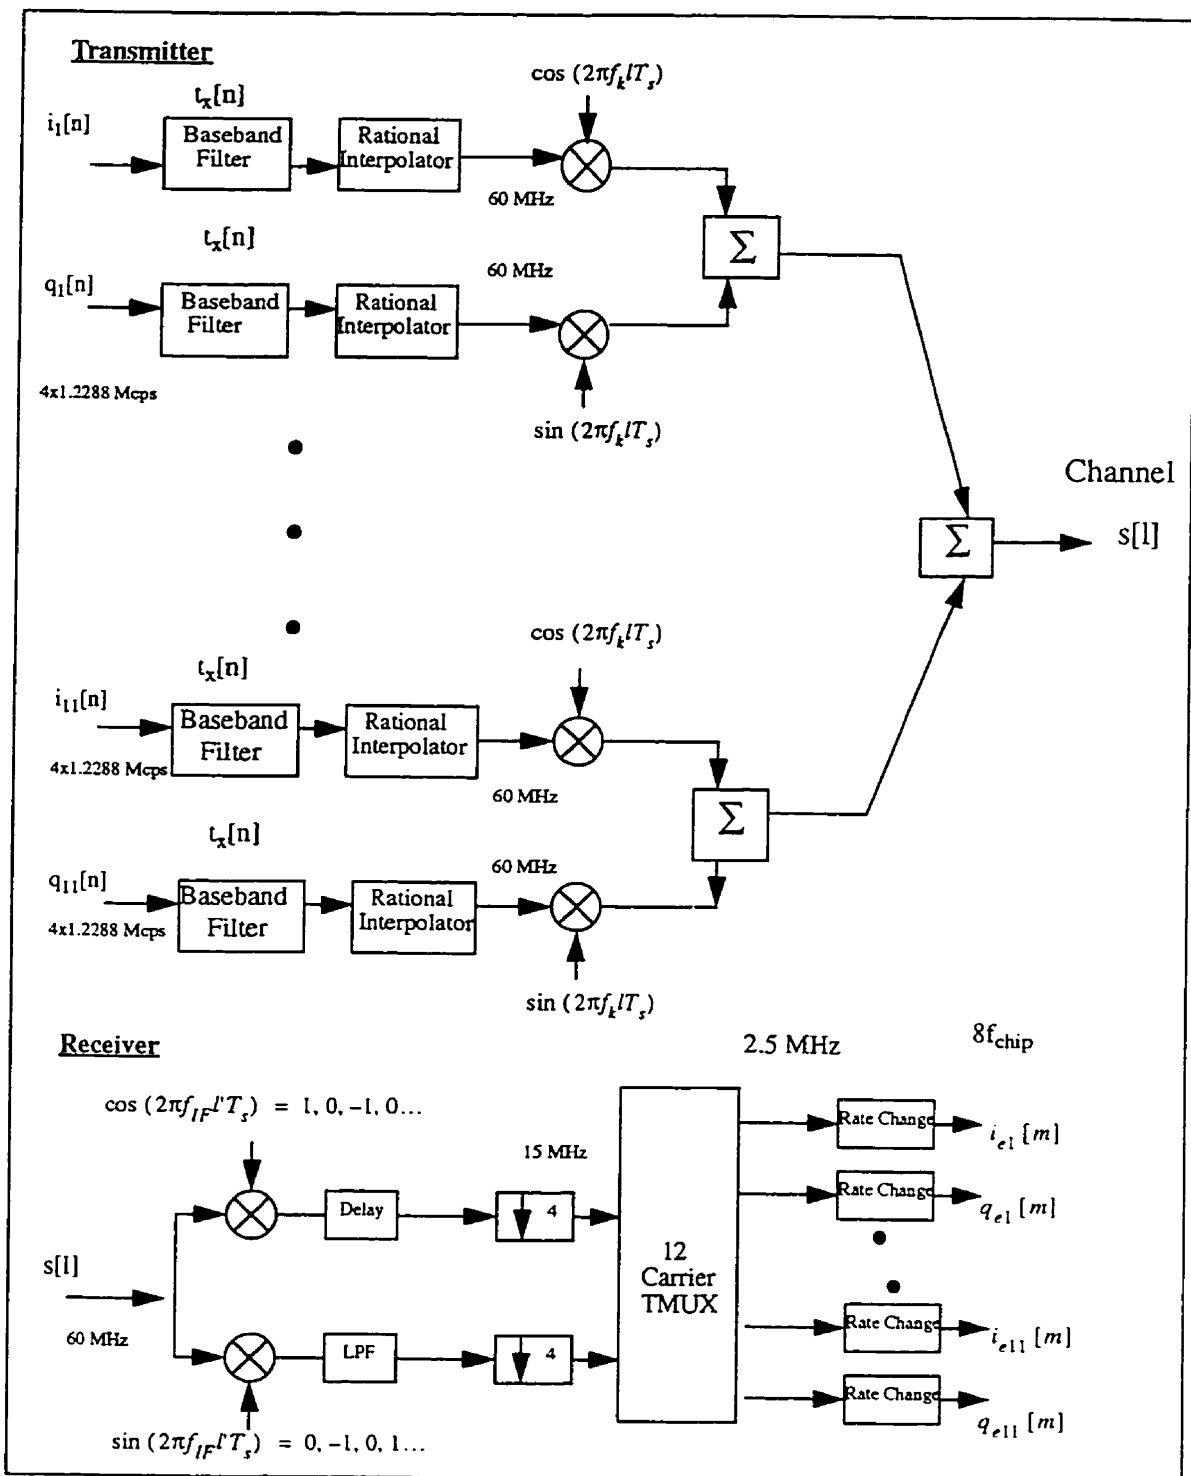 Transmitter
cos (2πf_k lT_s)
t_x[n]
i_1[n]
Baseband
Filter
Rational
Interpolator
60 MHz
Σ
t_x[n]
60 MHz
q_1[n]
Baseband
Filter
Rational
Interpolator
4x1.2288 Mcps
sin (2πf_k lT_s)
Channel
Σ
s[l]
cos (2πf_k lT_s)
t_x[n]
i_11[n]
Baseband
Filter
Rational
Interpolator
4x1.2288 Mcps
60 MHz
Σ
t_x[n]
60 MHz
q_11[n]
Baseband
Filter
Rational
Interpolator
4x1.2288 Mcps
sin (2πf_k lT_s)
Receiver
2.5 MHz
8f_chip
cos (2πf_IF l'T_s) = 1, 0, -1, 0...
15 MHz
Rate Change
i_e1 [m]
Delay
4
Rate Change
q_e1 [m]
s[l]
12
Carrier
TMUX
60 MHz
LPF
4
Rate Change
i_e11 [m]
Rate Change
q_e11 [m]
sin (2πf_IF l'T_s) = 0, -1, 0, 1...